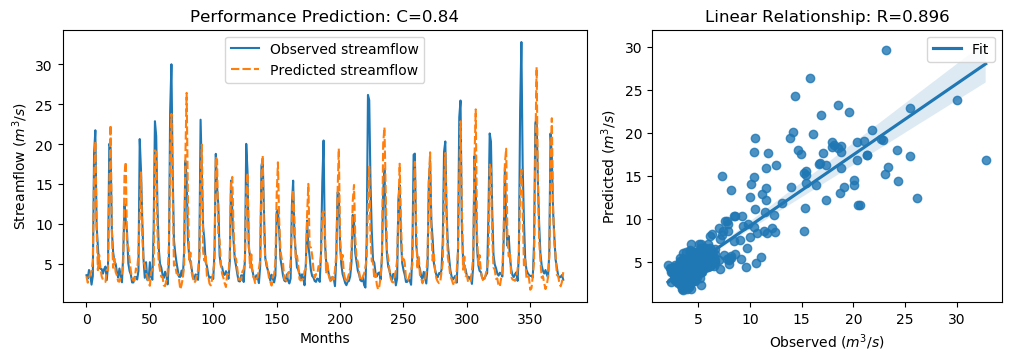 Performance Prediction: C=0.84
Observed streamflow
Predicted streamflow
Streamflow (m³/s)
30
25
20
15
10
5
0
50
100
150
200
250
300
350
Months
Linear Relationship: R=0.896
Fit
Predicted (m³/s)
30
25
20
15
10
5
5
10
15
20
25
30
Observed (m³/s)